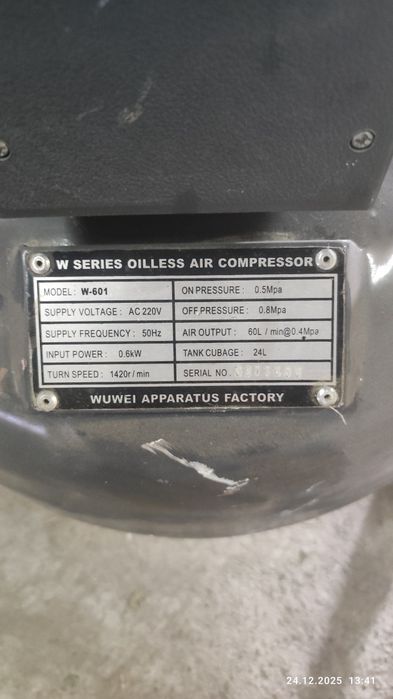 W SERIES OILLESS AIR COMPRESSOR
MODEL : W-601
ON PRESSURE : 0.5Mpa
SUPPLY VOLTAGE : AC 220V
OFF PRESSURE : 0.8Mpa
SUPPLY FREQUENCY : 50Hz
AIR OUTPUT : 60L / min@0.4Mpa
INPUT POWER : 0.6kW
TANK CUBAGE : 24L
TURN SPEED : 1420r / min
SERIAL NO.
WUWEI APPARATUS FACTORY
24.12.2025 13:41